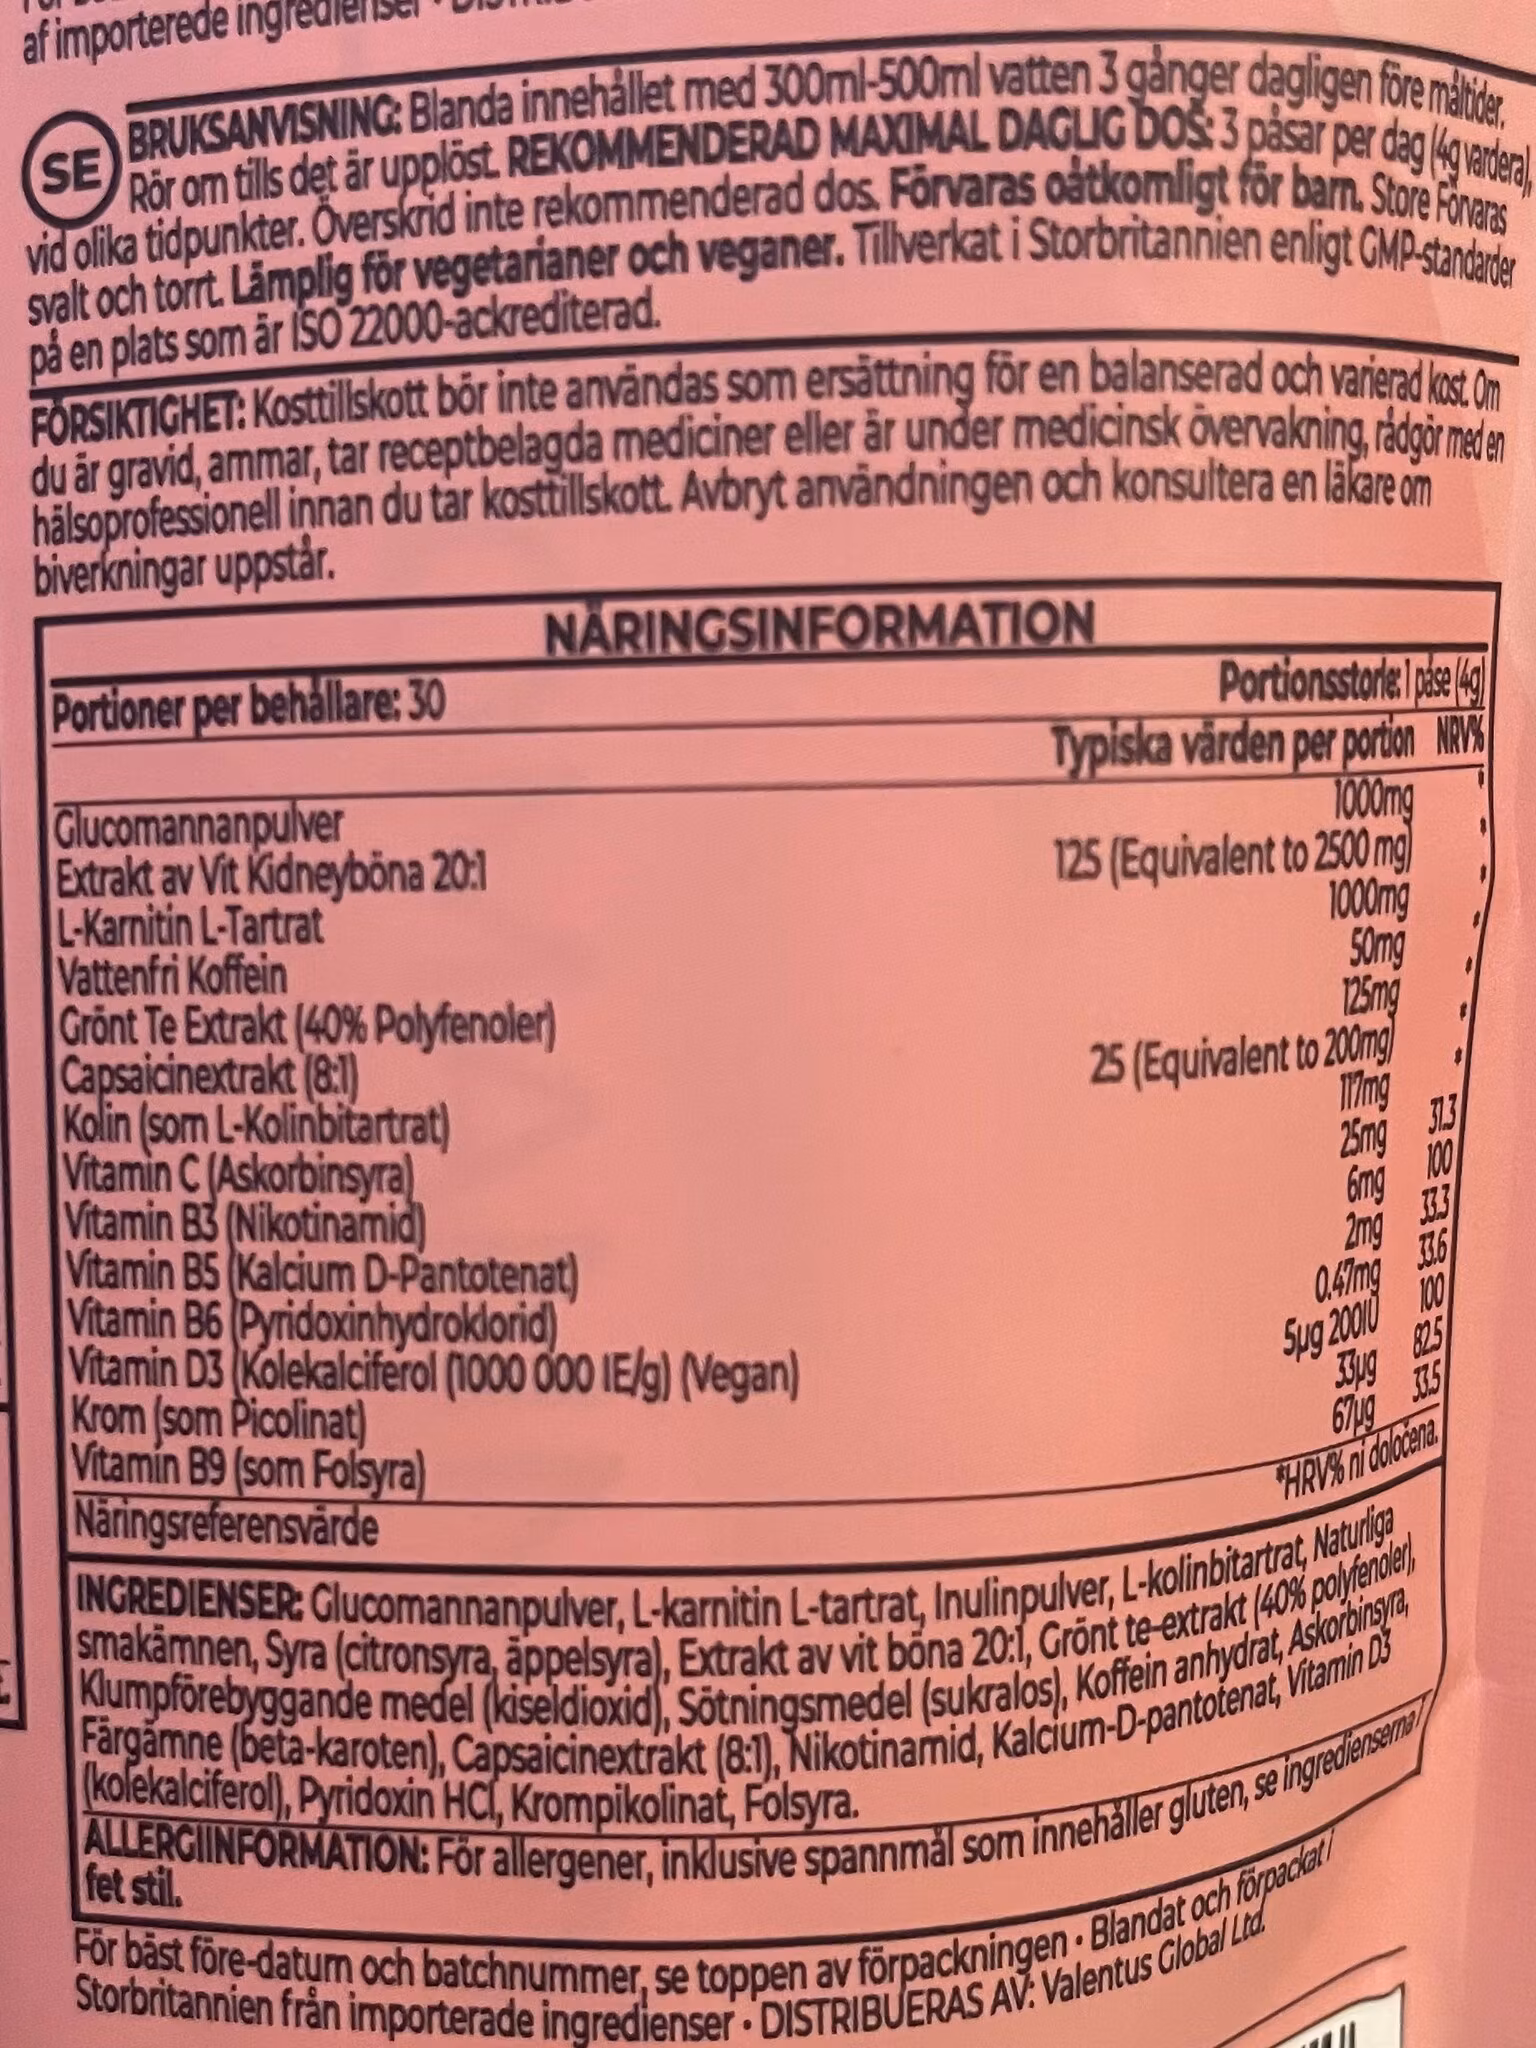 af importerede ingredienser
SE
BRUKSANVISNING: Blanda innehållet med 300ml-500ml vatten 3 gånger dagligen före måltider.
Rör om tills det är upplöst. REKOMMENDERAD MAXIMAL DAGLIG DOS: 3 påsar per dag (4g vardera),
vid olika tidpunkter. Överskrid inte rekommenderad dos. Förvaras oåtkomligt för barn. Store Förvaras
svalt och torrt. Lämplig för vegetarianer och veganer. Tillverkat i Storbritannien enligt GMP-standarder
på en plats som är ISO 22000-ackrediterad.
FÖRSIKTIGHET: Kosttillskott bör inte användas som ersättning för en balanserad och varierad kost. Om
du är gravid, ammar, tar receptbelagda mediciner eller är under medicinsk övervakning, rådgör med en
hälsoprofessionell innan du tar kosttillskott. Avbryt användningen och konsultera en läkare om
biverkningar uppstår.
NÄRINGSINFORMATION
Portioner per behållare: 30 Portionsstorle: 1 påse (4g)
Typiska värden per portion NRV%
Glucomannanpulver 1000mg *
Extrakt av Vit Kidneyböna 20:1 125 (Equivalent to 2500 mg) *
L-Karnitin L-Tartrat 1000mg *
Vattenfri Koffein 50mg *
Grönt Te Extrakt (40% Polyfenoler) 125mg *
Capsaicinextrakt (8:1) 25 (Equivalent to 200mg) *
Kolin (som L-Kolinbitartrat) 117mg *
Vitamin C (Askorbinsyra) 25mg 31.3
Vitamin B3 (Nikotinamid) 6mg 100
Vitamin B5 (Kalcium D-Pantotenat) 2mg 33.3
Vitamin B6 (Pyridoxinhydroklorid) 0.47mg 33.6
Vitamin D3 (Kolekalciferol (1000 000 IE/g) (Vegan) 5µg 200IU 100
Krom (som Picolinat) 33µg 82.5
Vitamin B9 (som Folsyra) 67µg 33.5
Näringsreferensvärde *HRV% ni določena.
INGREDIENSER: Glucomannanpulver, L-karnitin L-tartrat, Inulinpulver, L-kolinbitartrat, Naturliga
smakämnen, Syra (citronsyra, äppelsyra), Extrakt av vit böna 20:1, Grönt te-extrakt (40% polyfenoler),
Klumpförebyggande medel (kiseldioxid), Sötningsmedel (sukralos), Koffein anhydrat, Askorbinsyra,
Färgämne (beta-karoten), Capsaicinextrakt (8:1), Nikotinamid, Kalcium-D-pantotenat, Vitamin D3
(kolekalciferol), Pyridoxin HCl, Krompikolinat, Folsyra.
ALLERGIINFORMATION: För allergener, inklusive spannmål som innehåller gluten, se ingredienserna i
fet stil.
För bäst före-datum och batchnummer, se toppen av förpackningen • Blandat och förpackat i
Storbritannien från importerade ingredienser • DISTRIBUERAS AV: Valentus Global Ltd.